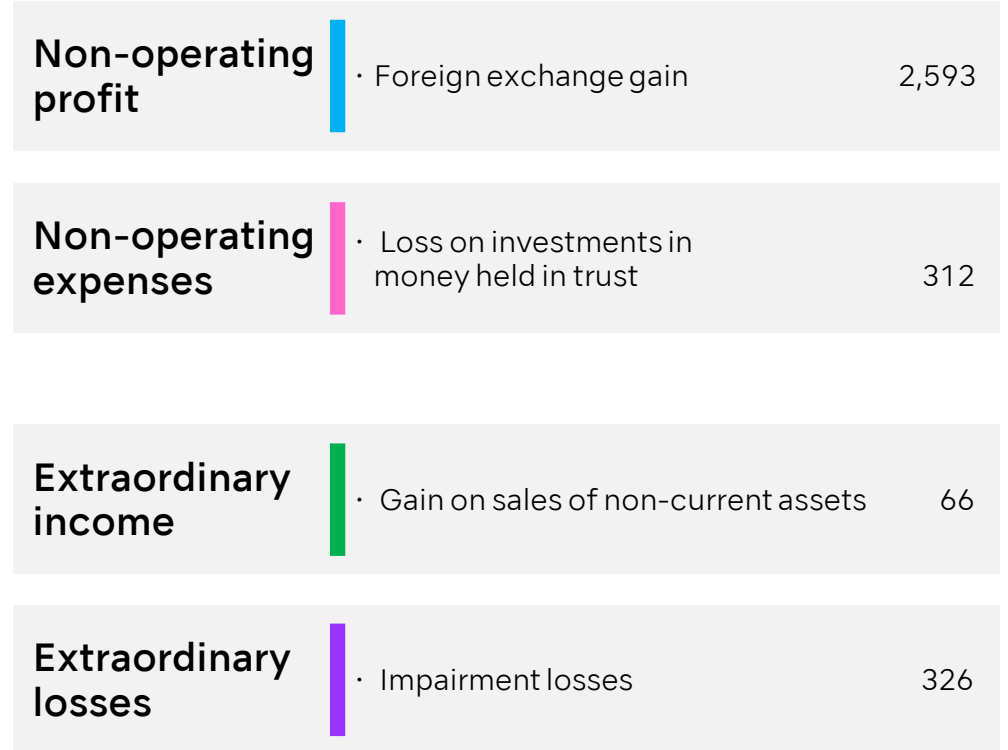 Non-operating
profit
· Foreign exchange gain 2,593
Non-operating
expenses
· Loss on investments in
money held in trust 312
Extraordinary
income
· Gain on sales of non-current assets 66
Extraordinary
losses
· Impairment losses 326